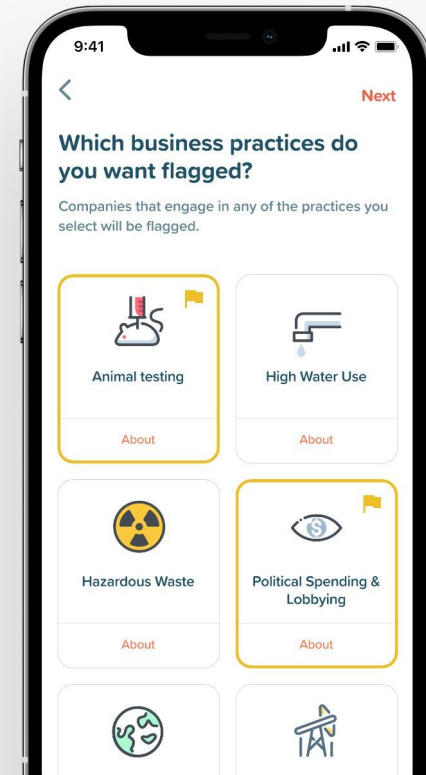 9:41
Next
Which business practices do
you want flagged?
Companies that engage in any of the practices you
select will be flagged.
Animal testing
High Water Use
About
About
Hazardous Waste
Political Spending &
Lobbying
About
About